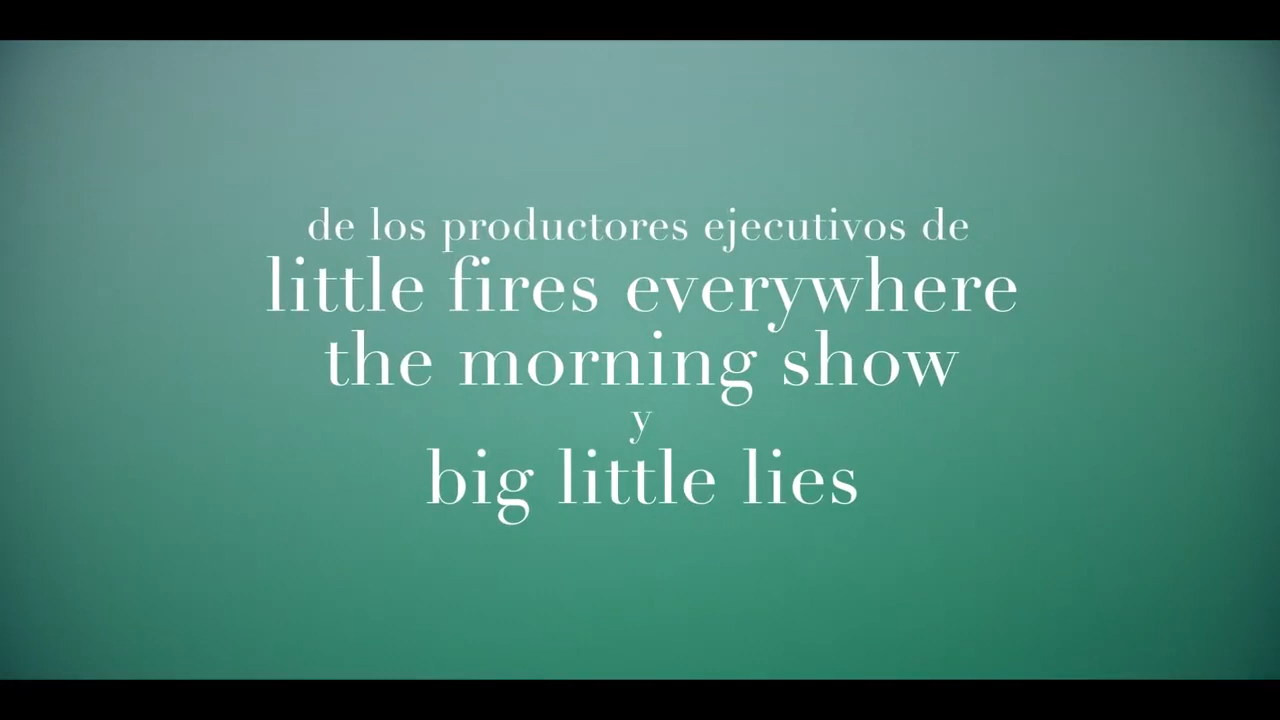 de los productores ejecutivos de
little fires everywhere
the morning show
y
big little lies